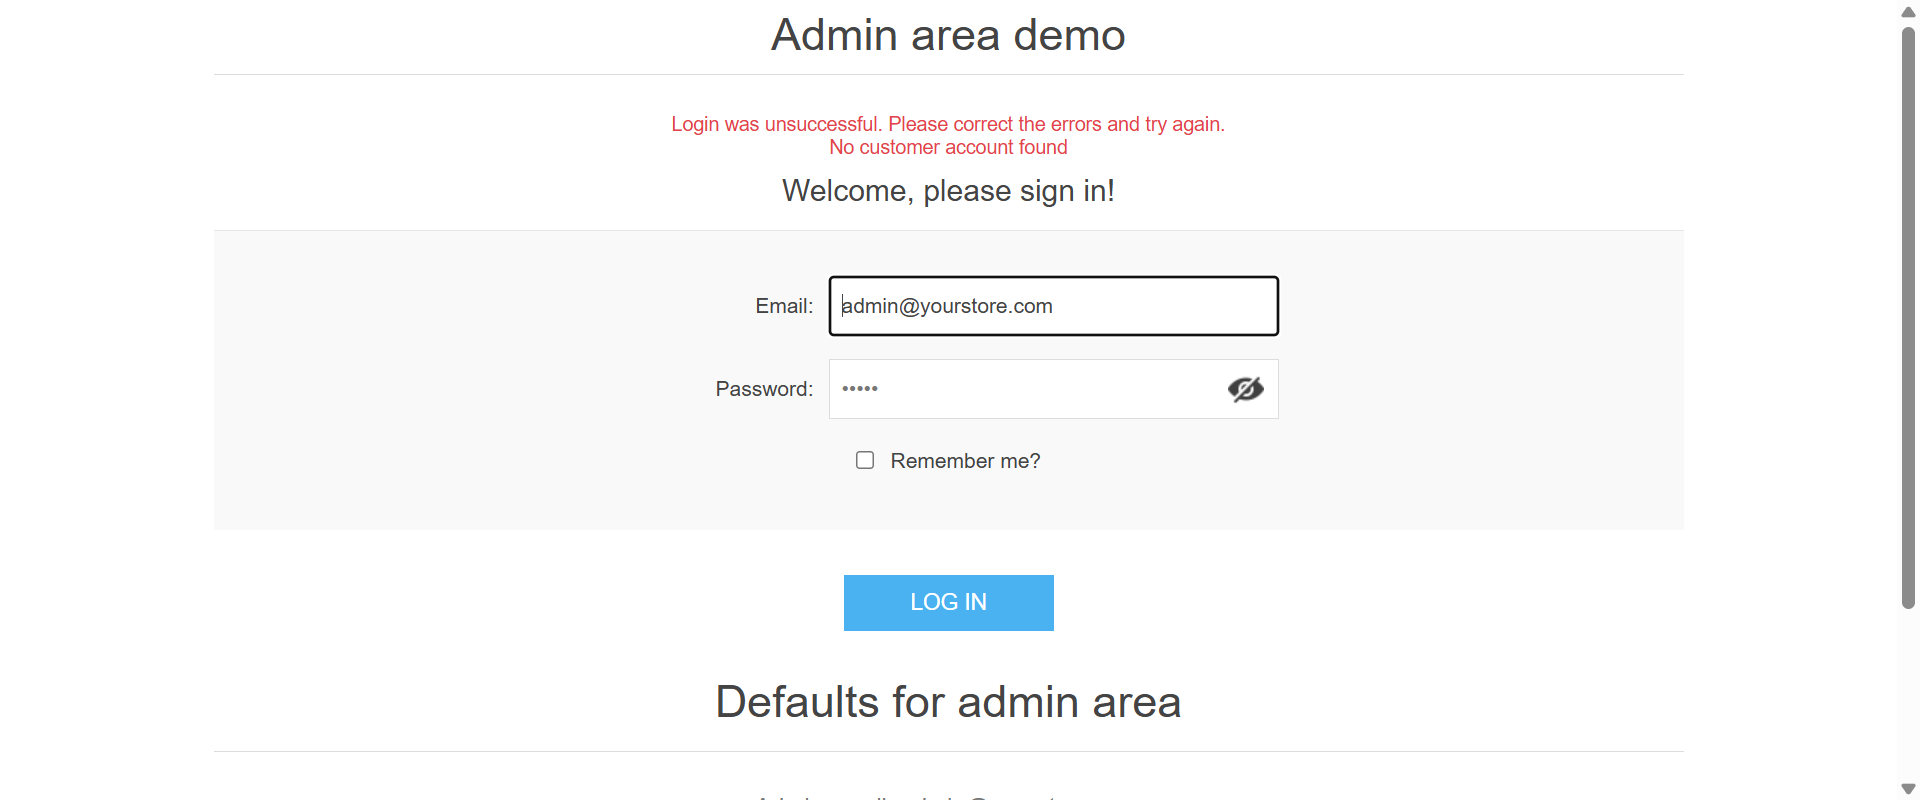 Admin area demo
Login was unsuccessful. Please correct the errors and try again.
No customer account found
Welcome, please sign in!
Email: admin@yourstore.com
Password: •••••
Remember me?
LOG IN
Defaults for admin area